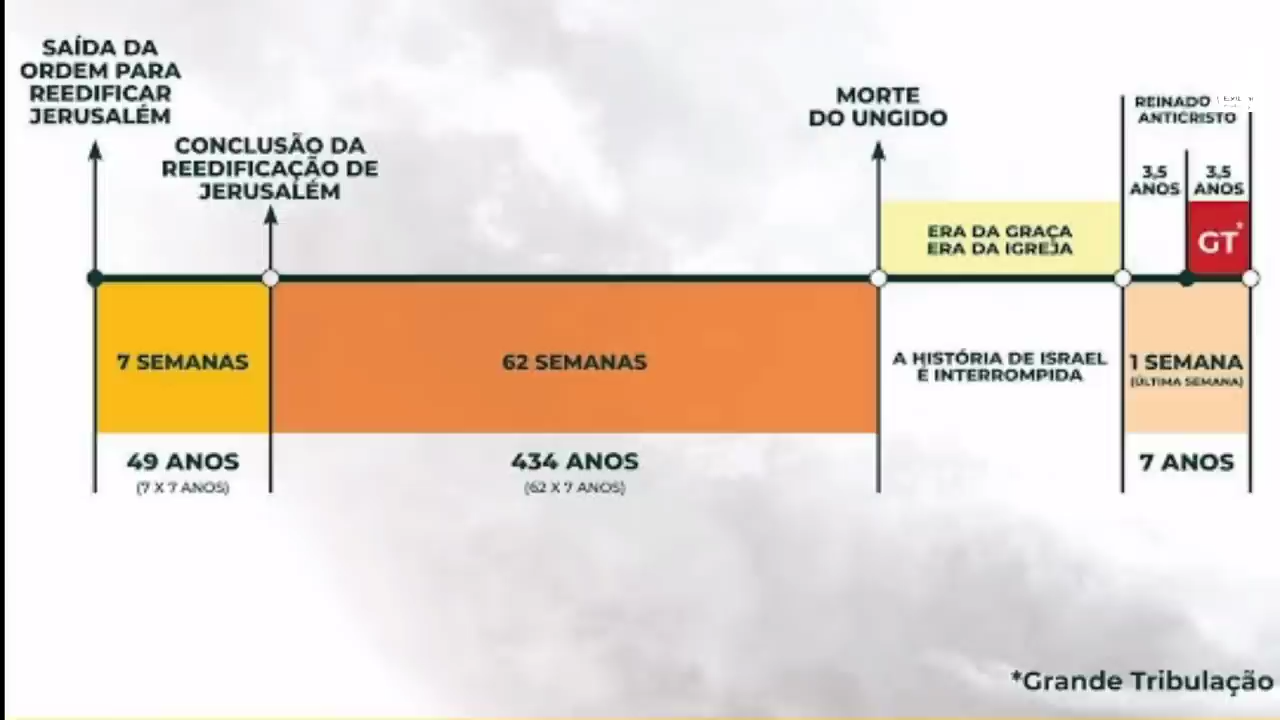 SAÍDA DA
ORDEM PARA
REEDIFICAR
JERUSALÉM
CONCLUSÃO DA
REEDIFICAÇÃO DE
JERUSALÉM
MORTE
DO UNGIDO
REINADO
ANTICRISTO
3,5
ANOS
3,5
ANOS
ERA DA GRAÇA
ERA DA IGREJA
GT*
7 SEMANAS
62 SEMANAS
A HISTÓRIA DE ISRAEL
É INTERROMPIDA
1 SEMANA
(ÚLTIMA SEMANA)
49 ANOS
(7 X 7 ANOS)
434 ANOS
(62 X 7 ANOS)
7 ANOS
*Grande Tribulação